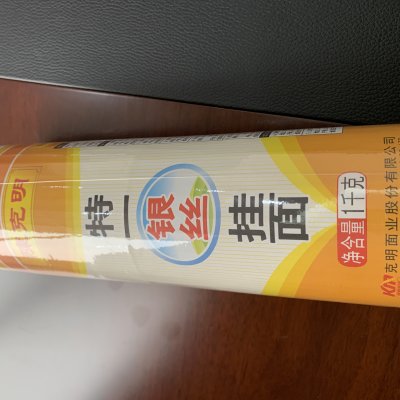 克明
特一
银丝
挂面
净含量 1千克
克明面业股份有限公司